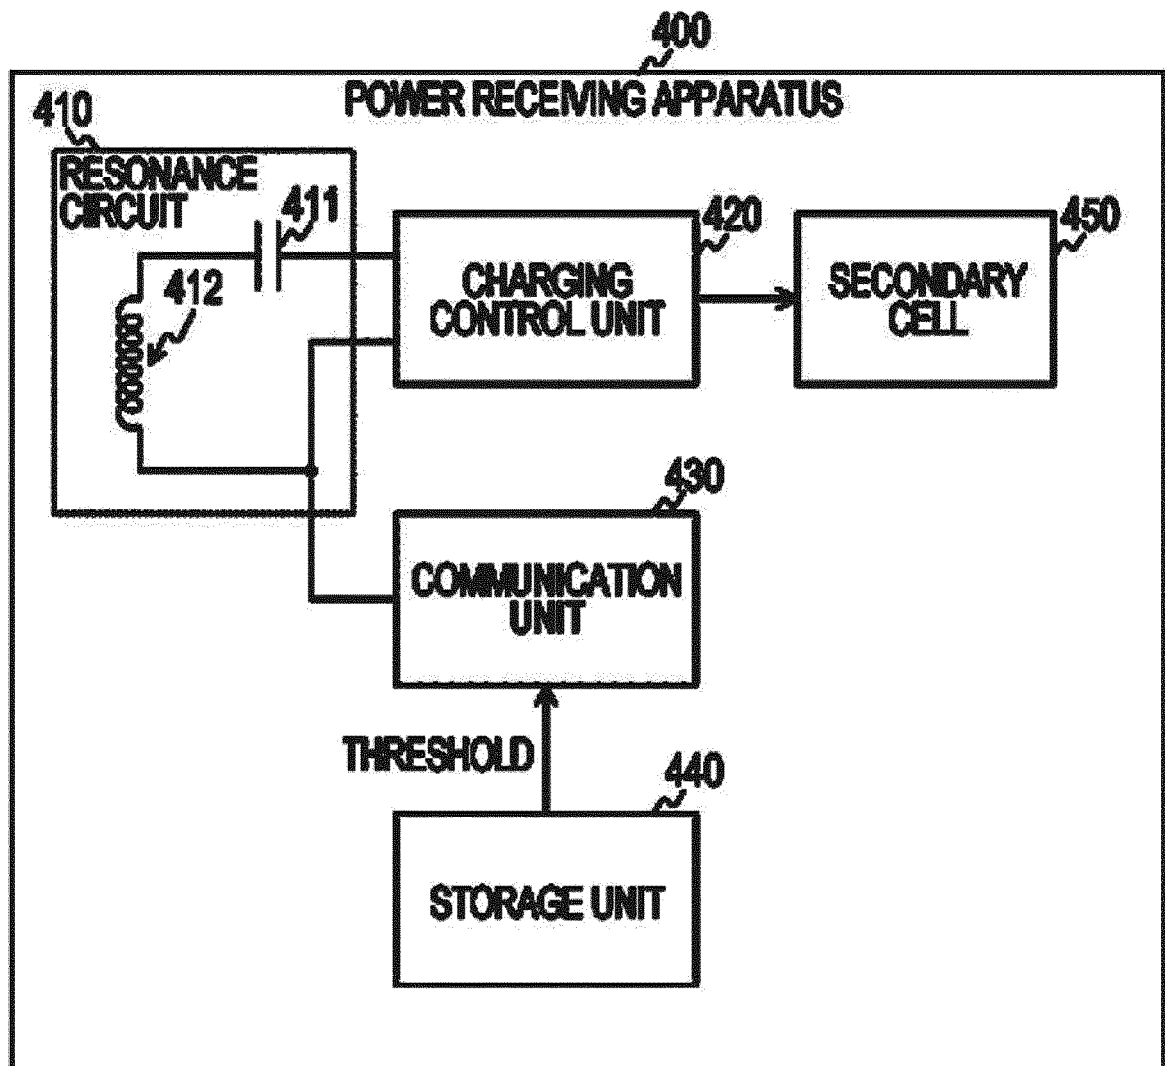 400
POWER RECEIVING APPARATUS
410
RESONANCE
CIRCUIT
411
412
420
CHARGING
CONTROL UNIT
450
SECONDARY
CELL
430
COMMUNICATION
UNIT
THRESHOLD
440
STORAGE UNIT